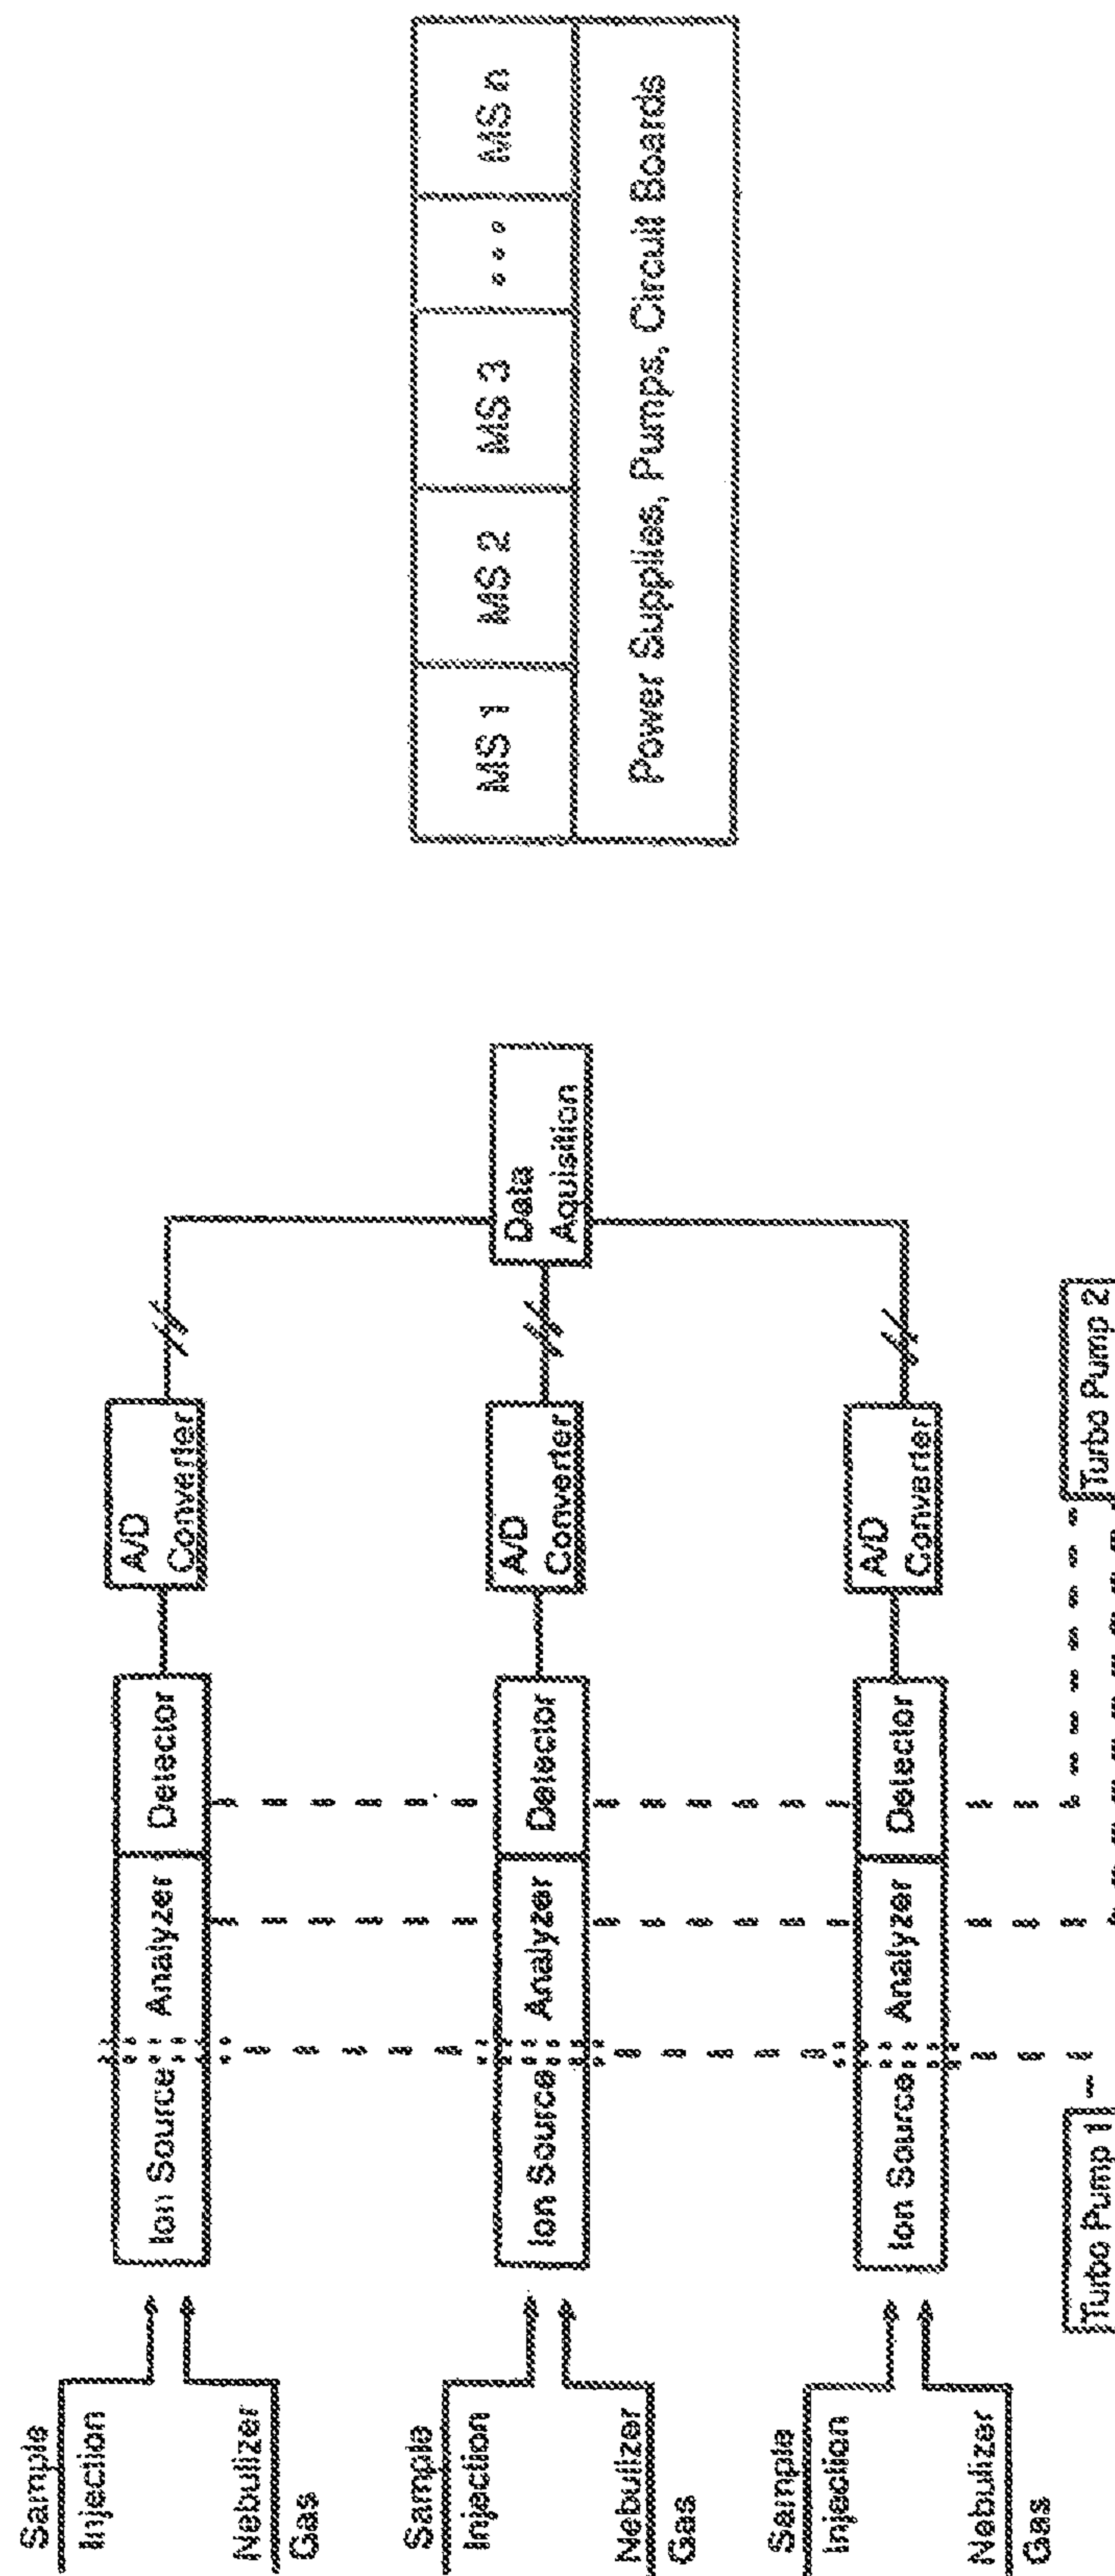 Sample
Injection
Nebulizer
Gas
Ion Source
Analyzer
Detector
A/D
Converter
Sample
Injection
Nebulizer
Gas
Ion Source
Analyzer
Detector
A/D
Converter
Data
Aquisition
Sample
Injection
Nebulizer
Gas
Ion Source
Analyzer
Detector
A/D
Converter
Turbo Pump 1
Turbo Pump 2
MS 1
MS 2
MS 3
...
MS n
Power Supplies, Pumps, Circuit Boards